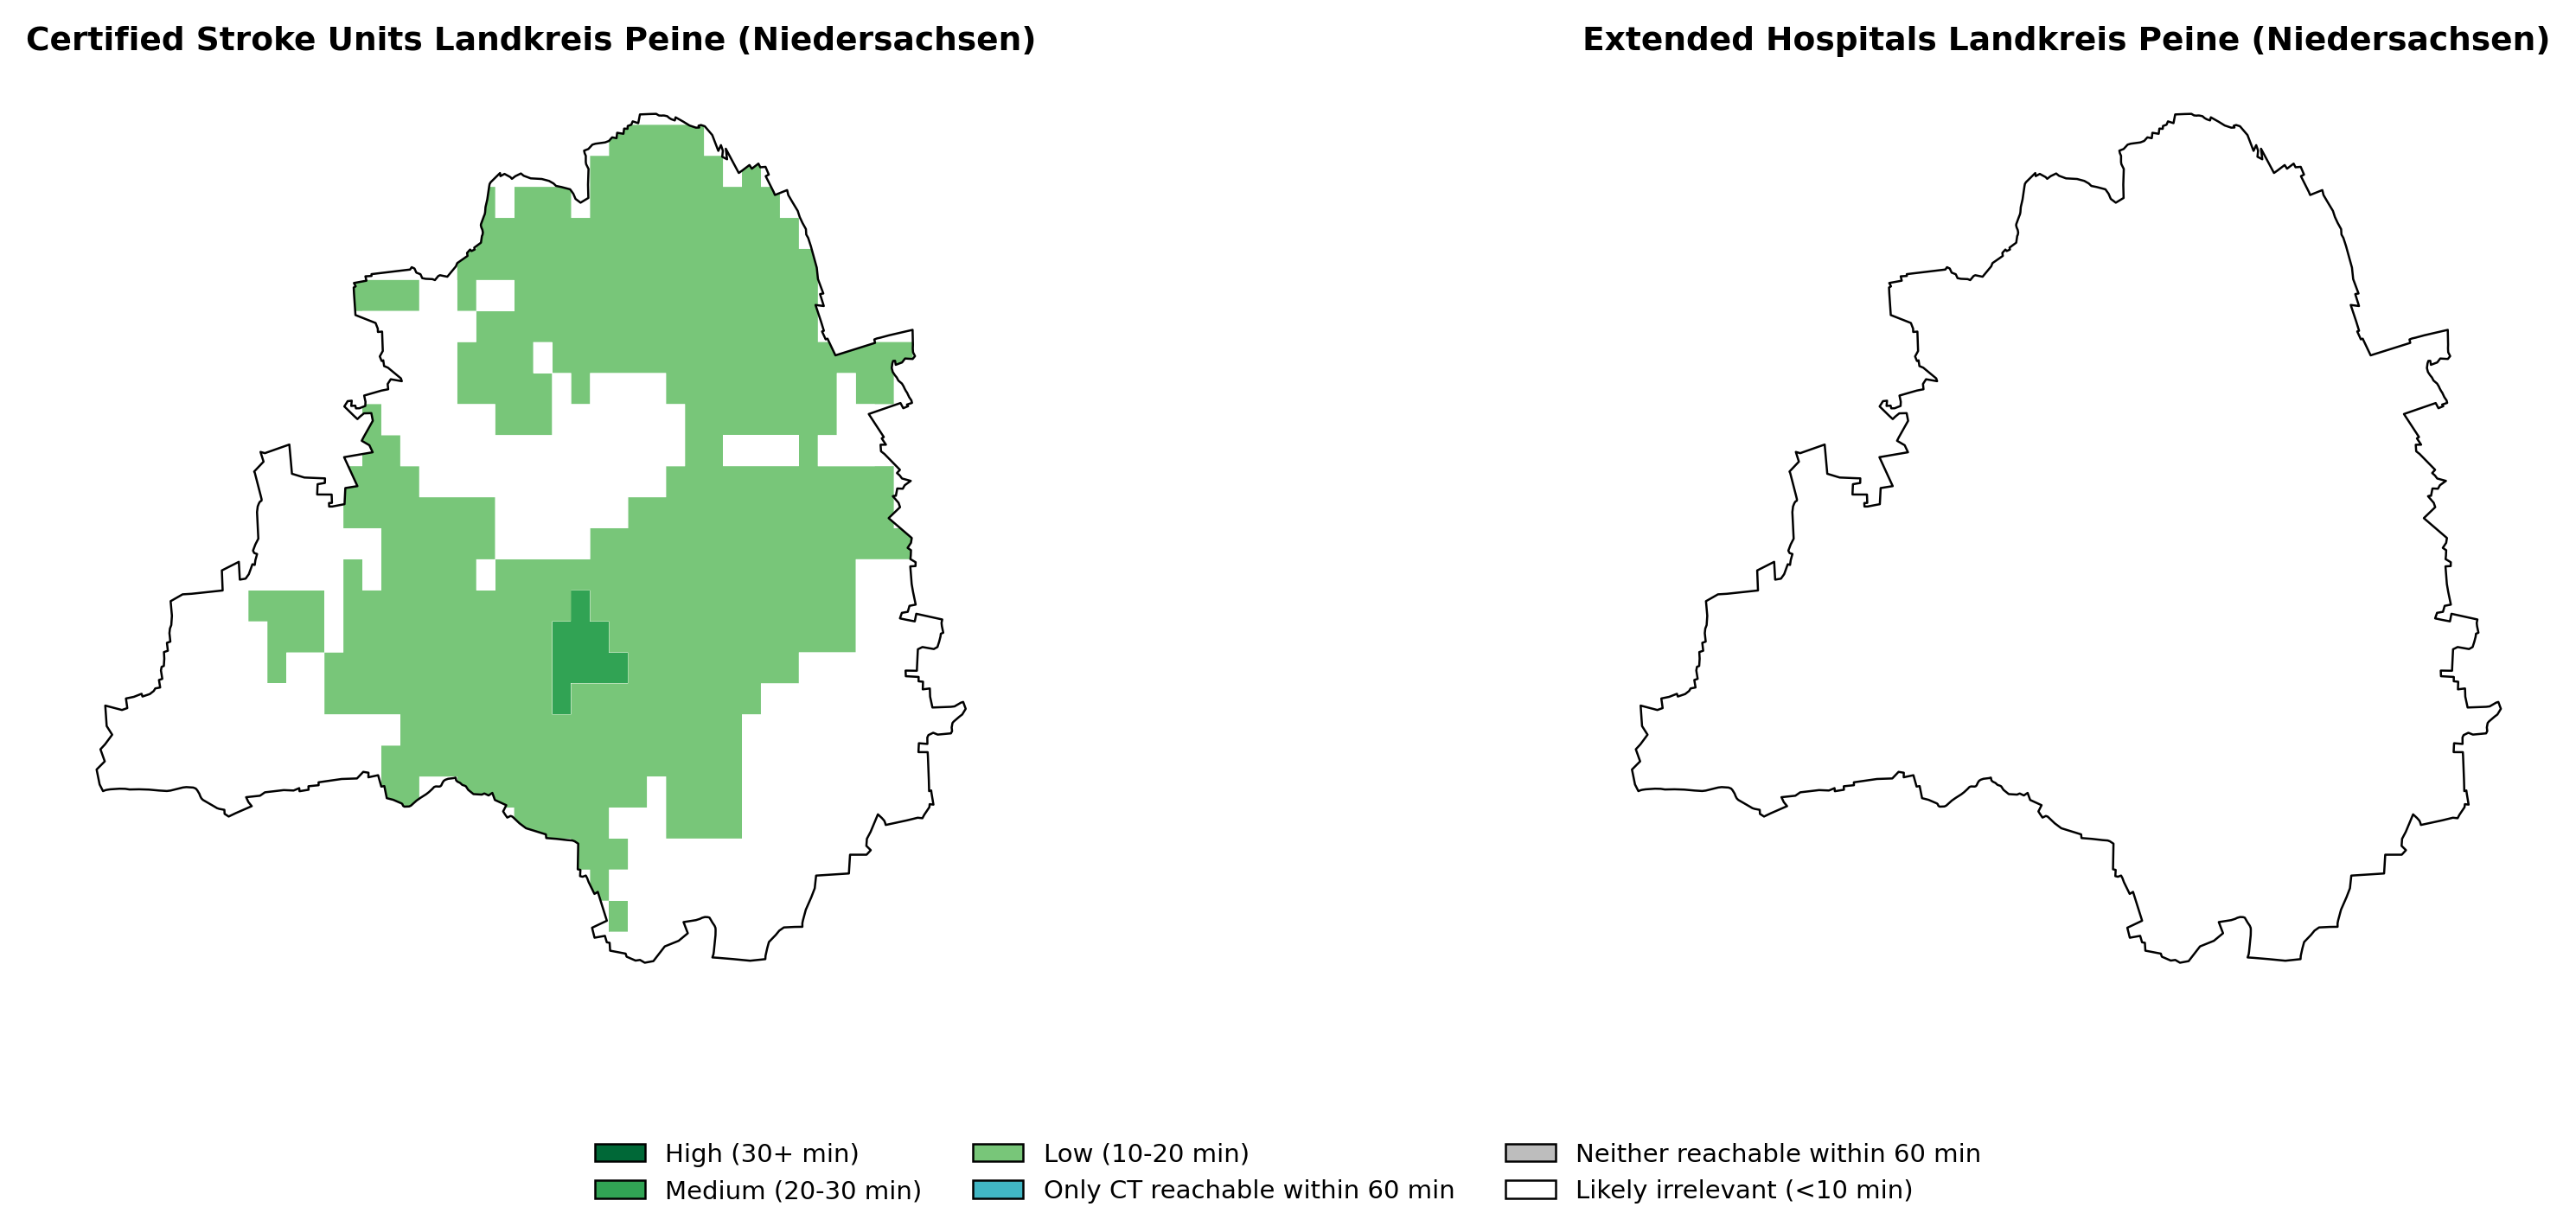 Certified Stroke Units Landkreis Peine (Niedersachsen)
Extended Hospitals Landkreis Peine (Niedersachsen)
High (30+ min)
Medium (20-30 min)
Low (10-20 min)
Only CT reachable within 60 min
Neither reachable within 60 min
Likely irrelevant (<10 min)